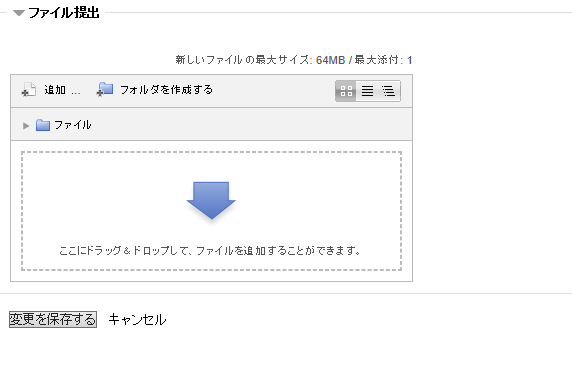 ファイル提出
新しいファイルの最大サイズ: 64MB / 最大添付: 1
追加 ... フォルダを作成する
ファイル
ここにドラッグ & ドロップして、ファイルを追加することができます。
変更を保存する キャンセル